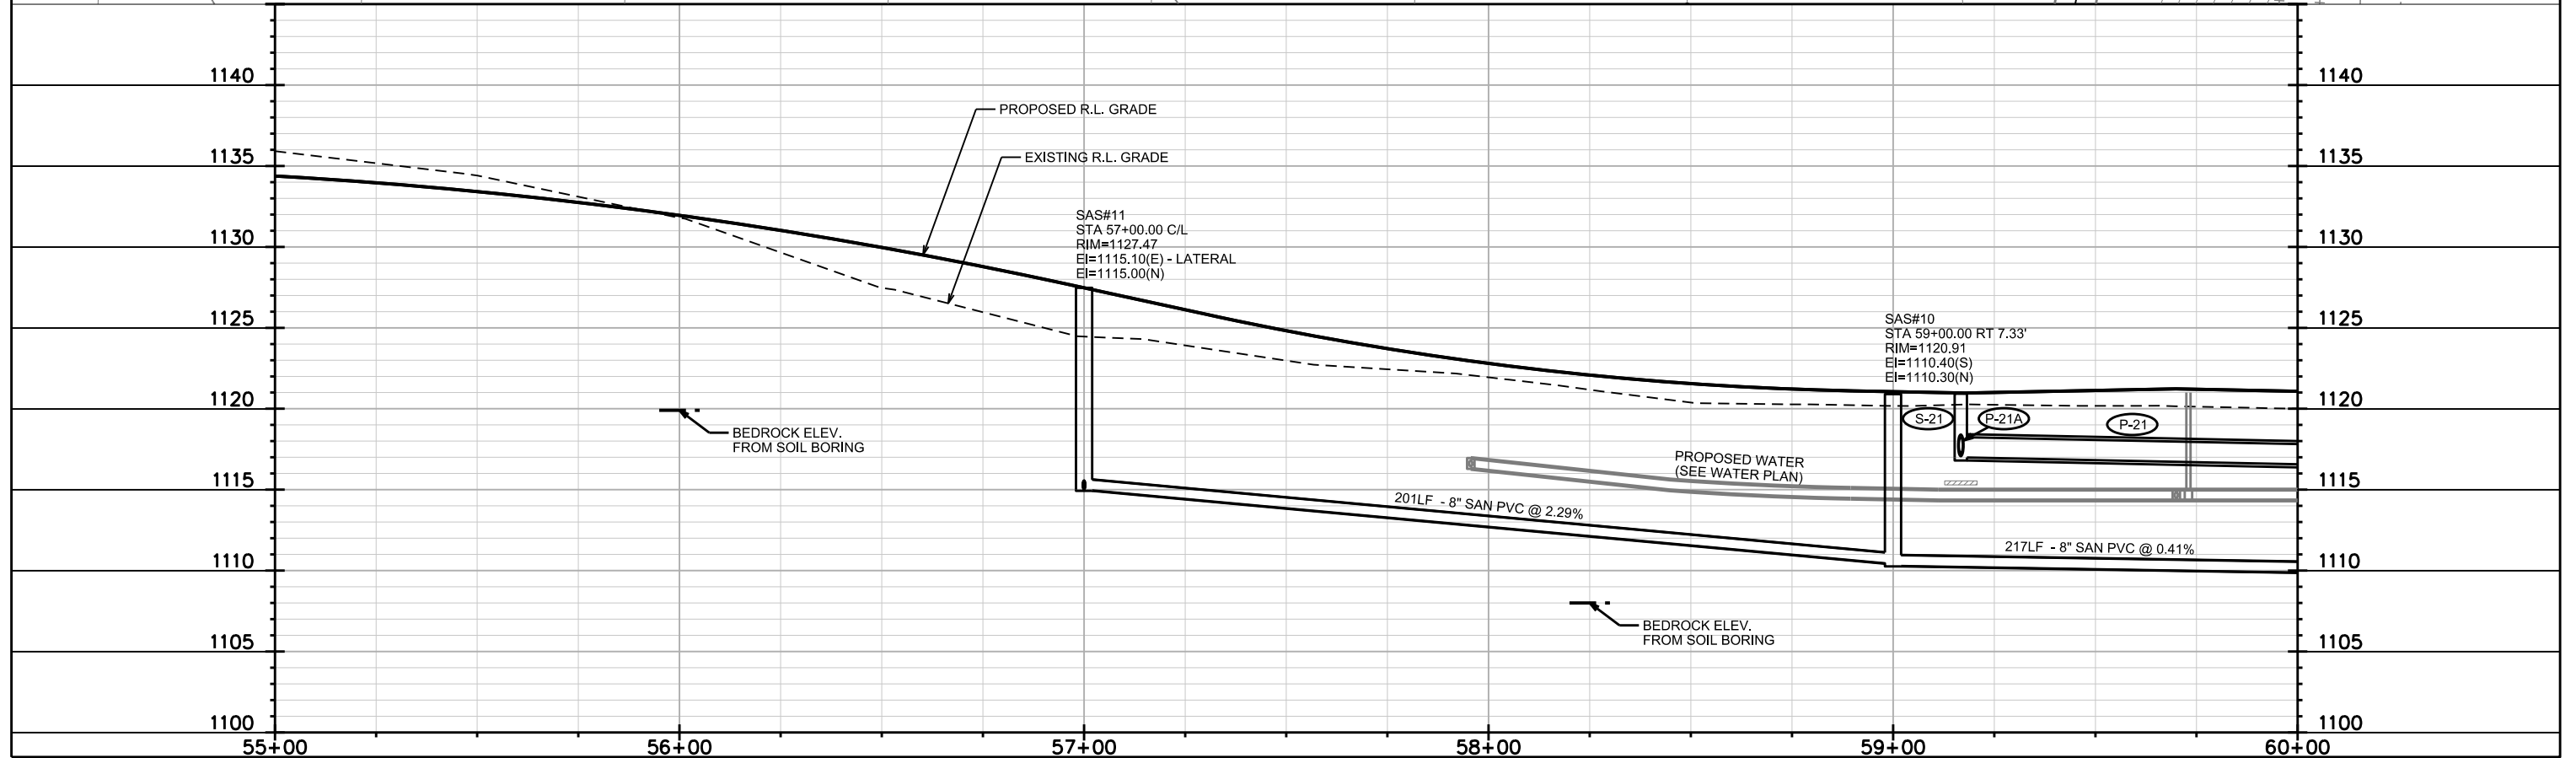 1140 1140
PROPOSED R.L. GRADE
EXISTING R.L. GRADE
1135 1135
SAS#11
STA 57+00.00 C/L
RIM=1127.47
EI=1115.10(E) - LATERAL
EI=1115.00(N)
1130 1130
1125 1125
SAS#10
STA 59+00.00 RT 7.33'
RIM=1120.91
EI=1110.40(S)
EI=1110.30(N)
1120 1120
S-21 P-21A P-21
BEDROCK ELEV.
FROM SOIL BORING
PROPOSED WATER
(SEE WATER PLAN)
1115 1115
201LF - 8" SAN PVC @ 2.29%
217LF - 8" SAN PVC @ 0.41%
1110 1110
BEDROCK ELEV.
FROM SOIL BORING
1105 1105
1100 1100
55+00 56+00 57+00 58+00 59+00 60+00